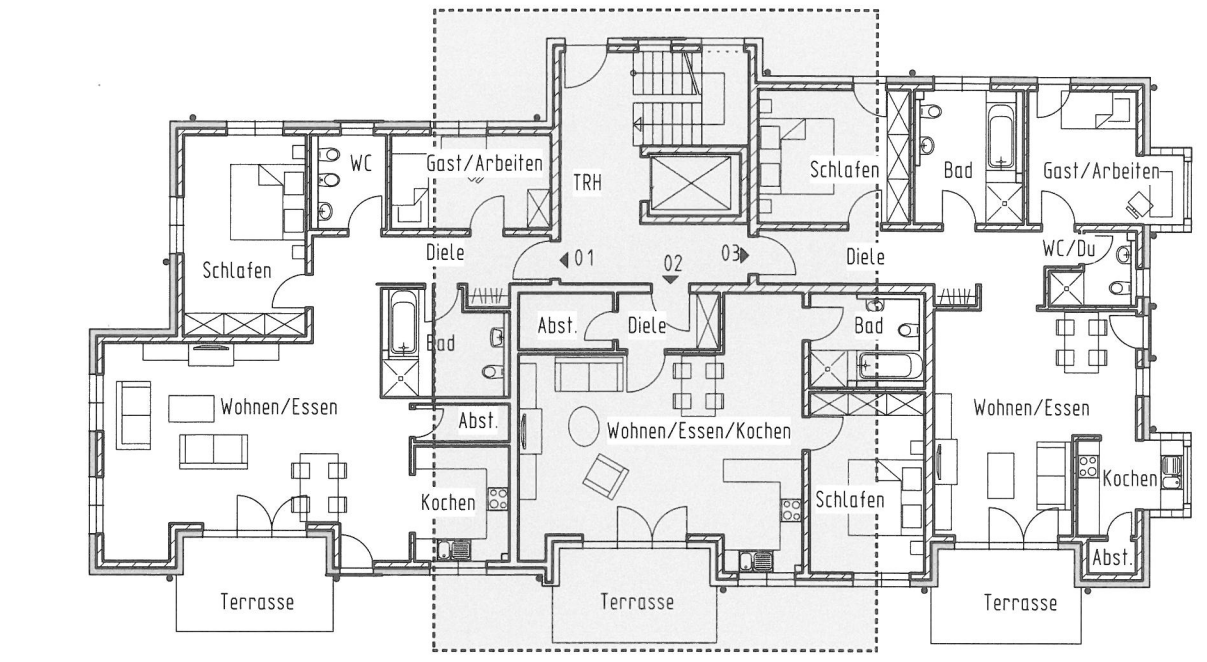 WC
Gast/Arbeiten
Schlafen
Diele
TRH
01
02
03
Schlafen
Bad
Gast/Arbeiten
Diele
WC/Du
Bad
Abst.
Diele
Bad
Wohnen/Essen
Abst.
Wohnen/Essen/Kochen
Wohnen/Essen
Kochen
Schlafen
Kochen
Abst.
Terrasse
Terrasse
Terrasse